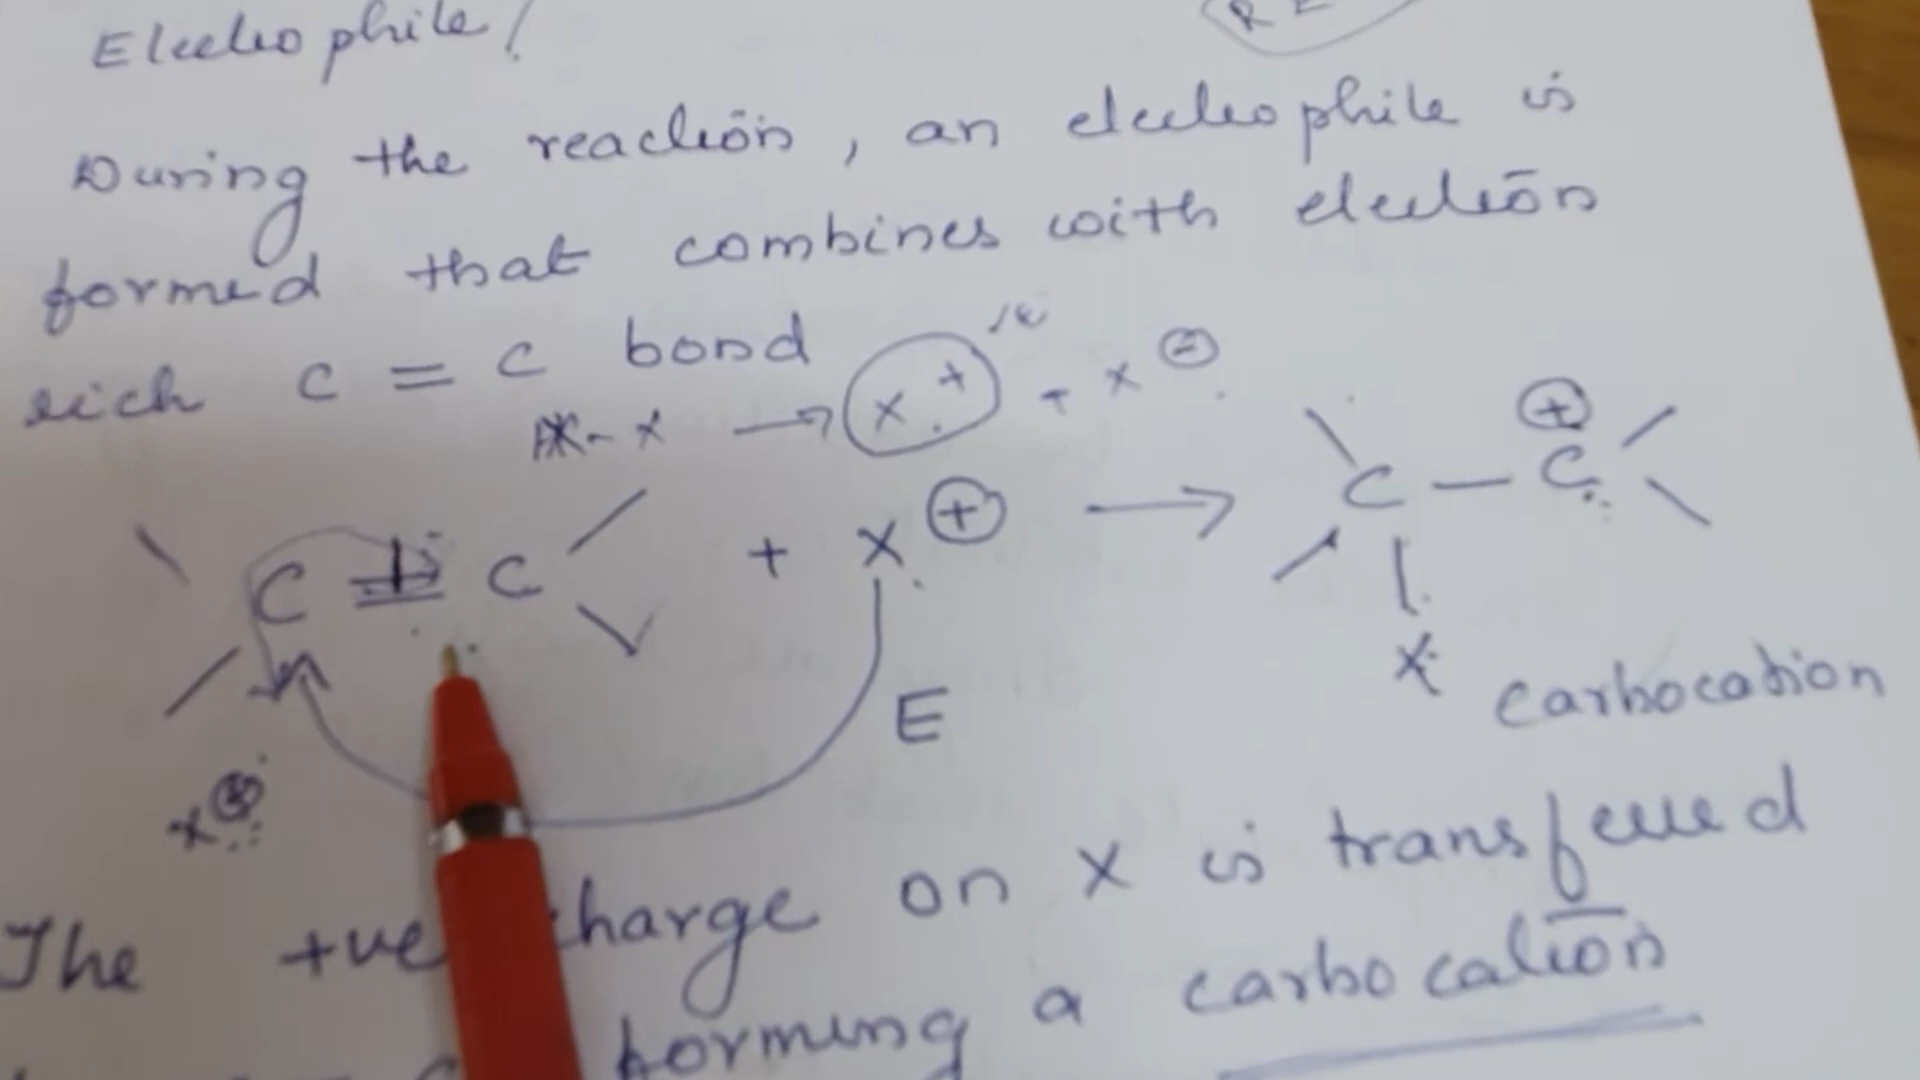 Electrophile!
During the reaction, an electrophile is
formed that combines with electron
rich C = C bond
X - X → X + + X ⊖
C = C + X ⊕ → C — C ⊕
X
E
carbocation
X ⊕
The +ve charge on X is transferred
forming a carbocation